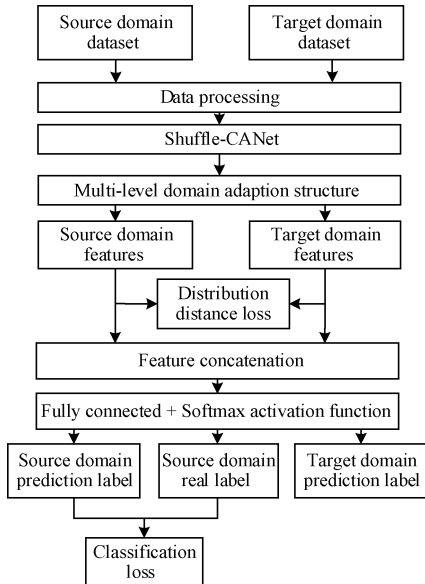 Source domain
dataset
Target domain
dataset
Data processing
Shuffle-CANet
Multi-level domain adaption structure
Source domain
features
Target domain
features
Distribution
distance loss
Feature concatenation
Fully connected + Softmax activation function
Source domain
prediction label
Source domain
real label
Target domain
prediction label
Classification
loss